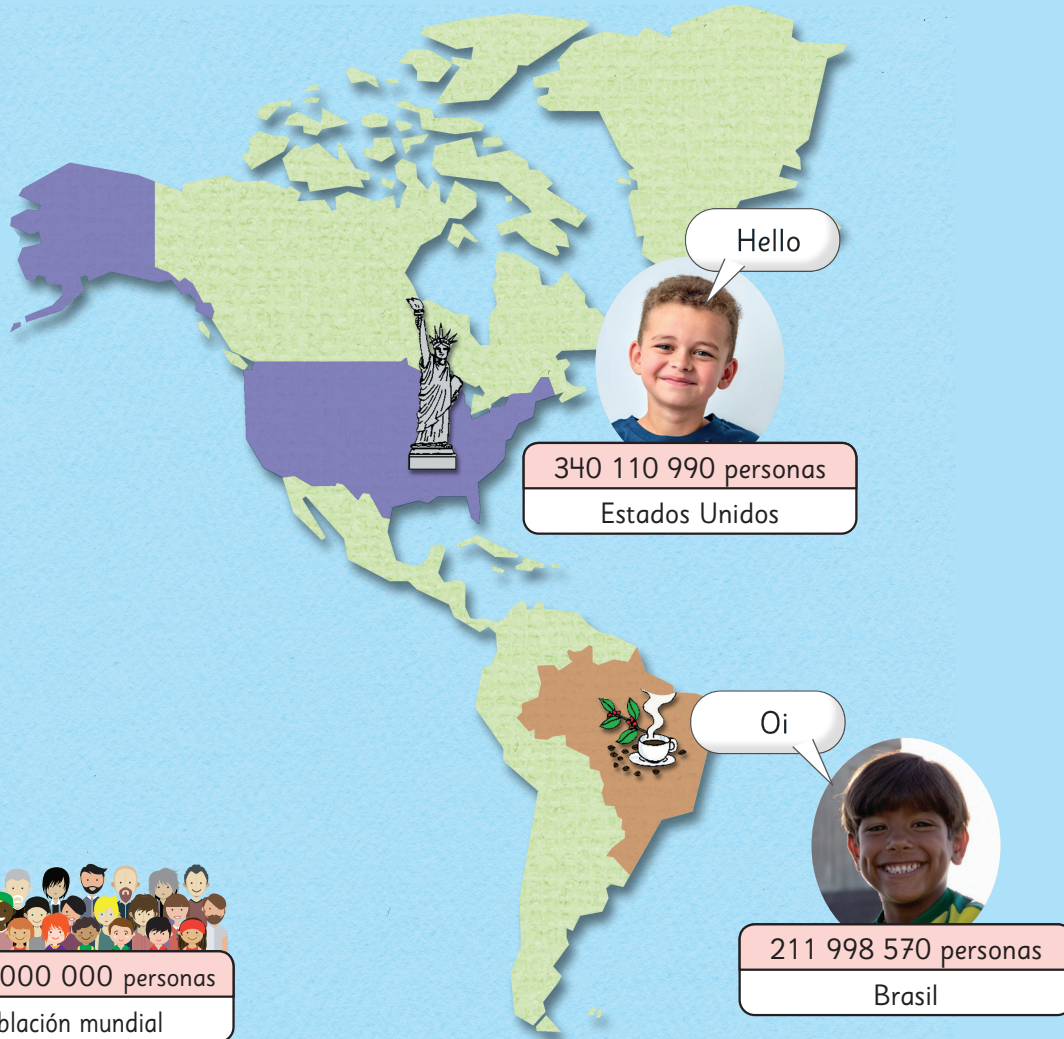 Hello
340 110 990 personas
Estados Unidos
Oi
211 998 570 personas
Brasil
000 000 personas
blación mundial